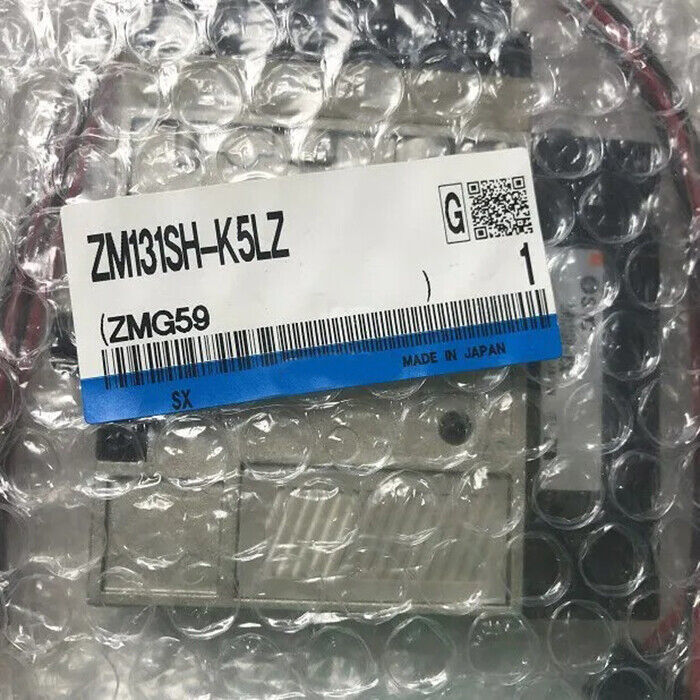 ZM131SH-K5LZ
G
1
(ZMG59 )
MADE IN JAPAN
SX